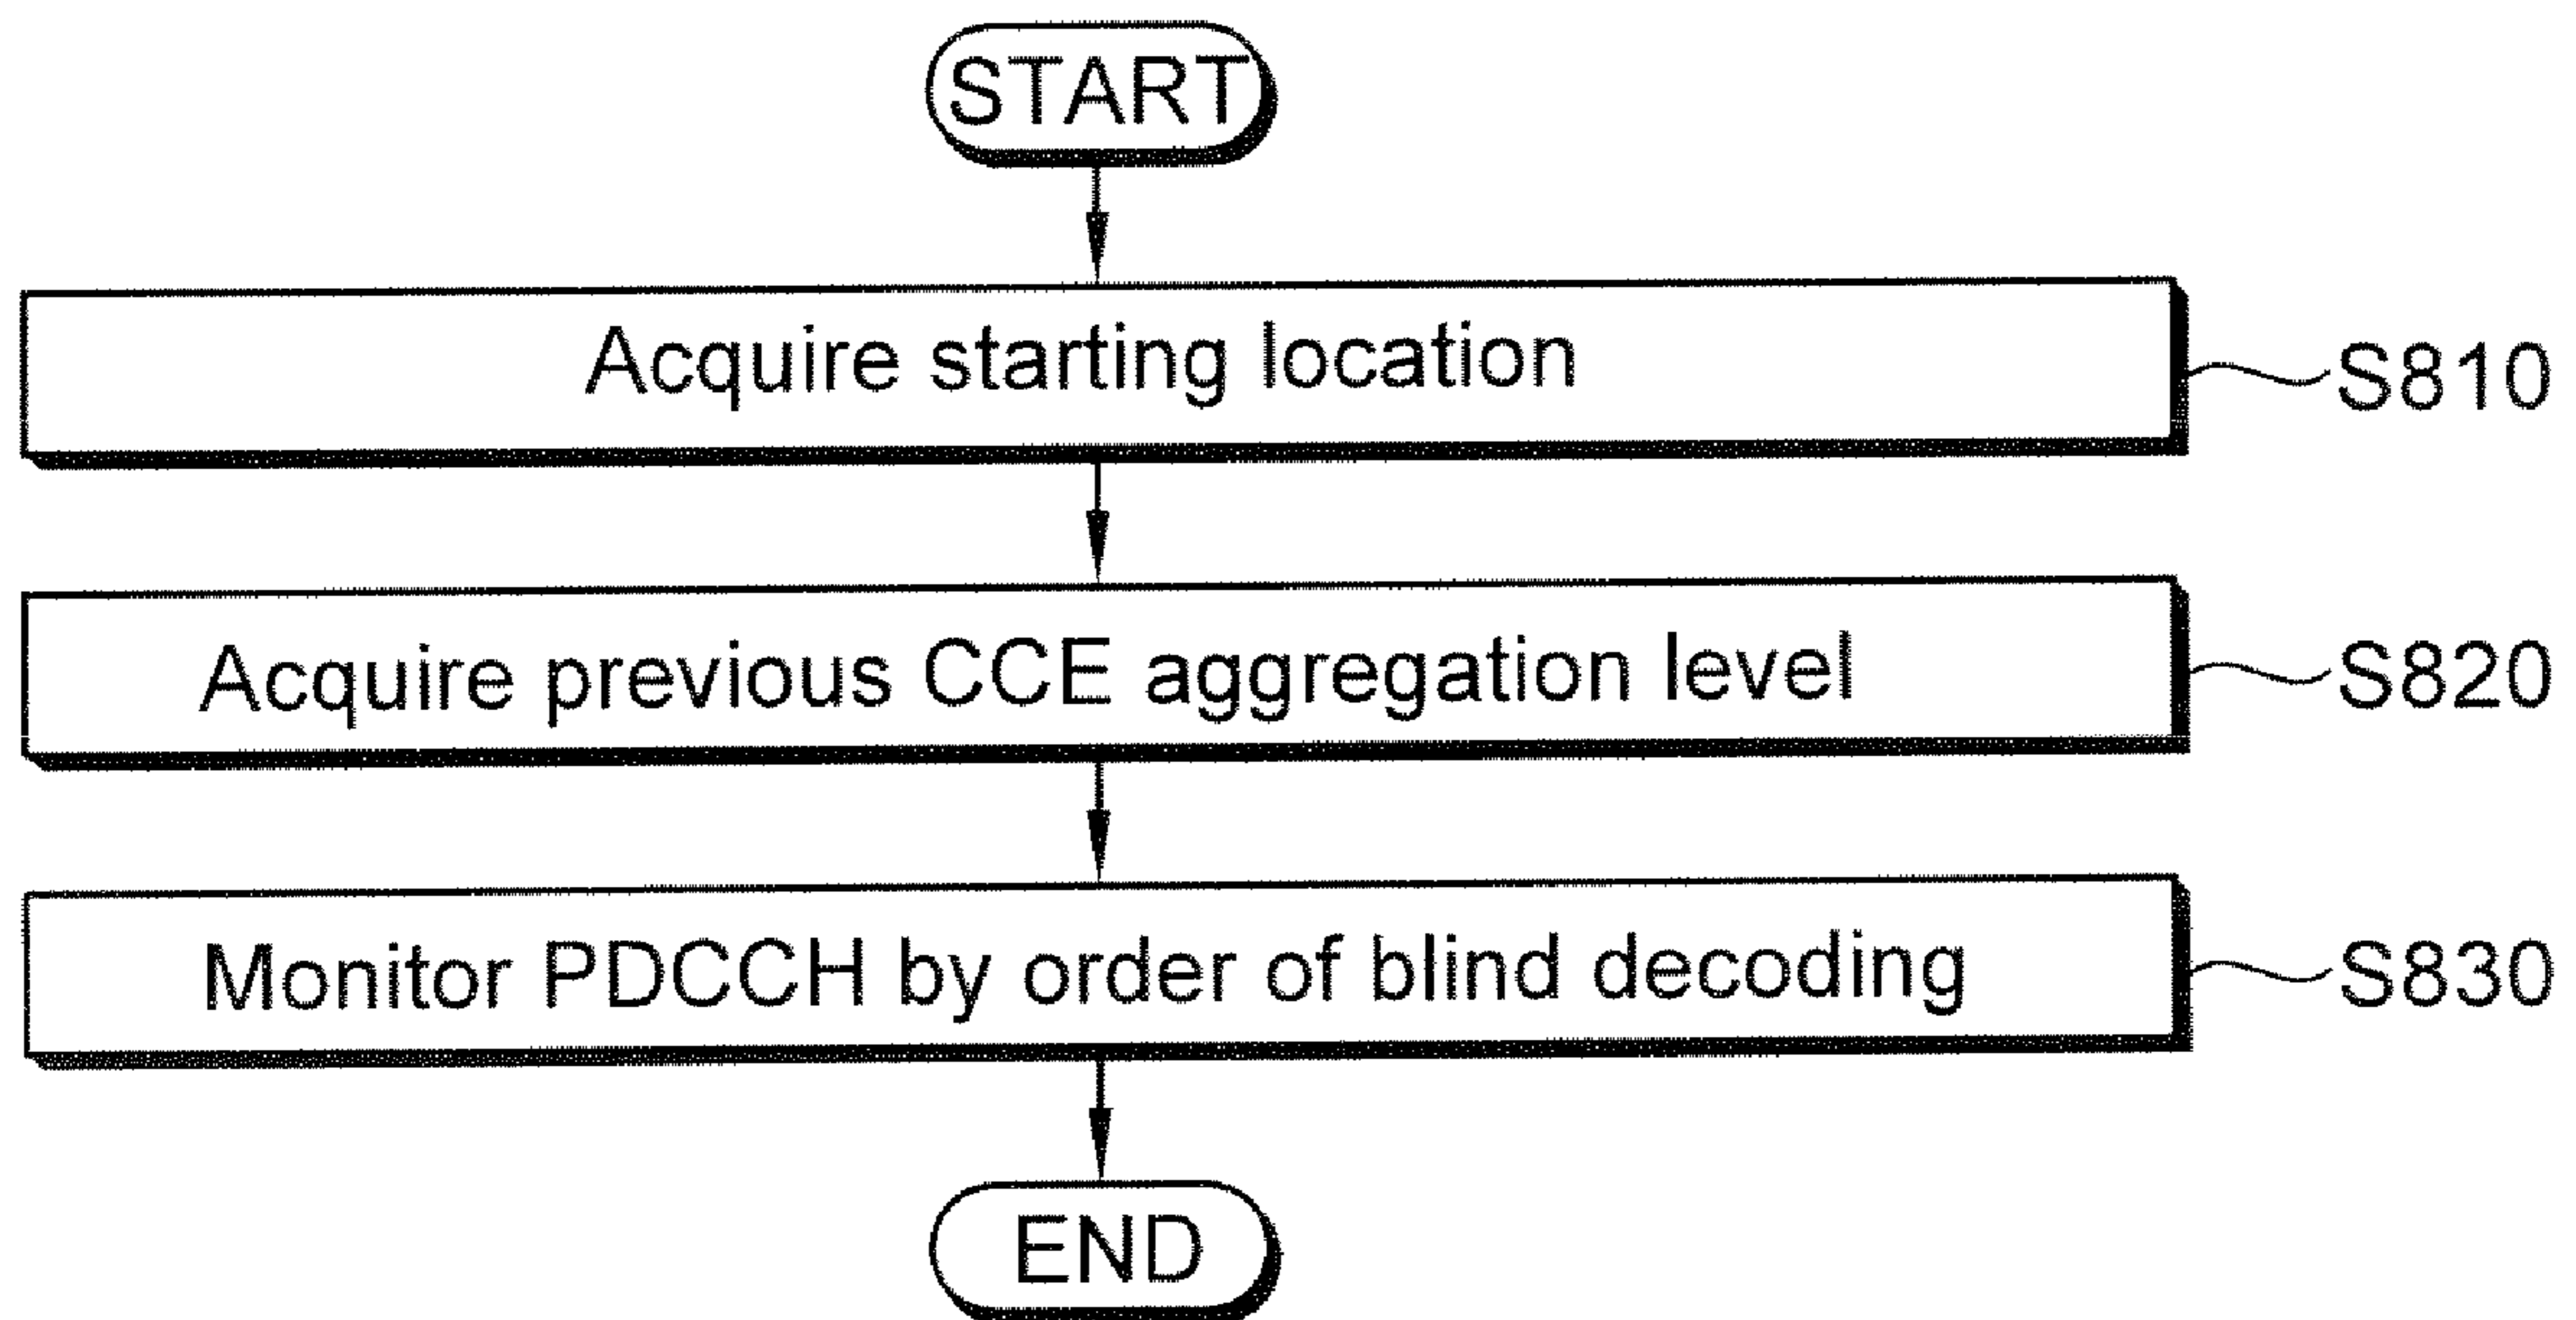 START
Acquire starting location
S810
Acquire previous CCE aggregation level
S820
Monitor PDCCH by order of blind decoding
S830
END